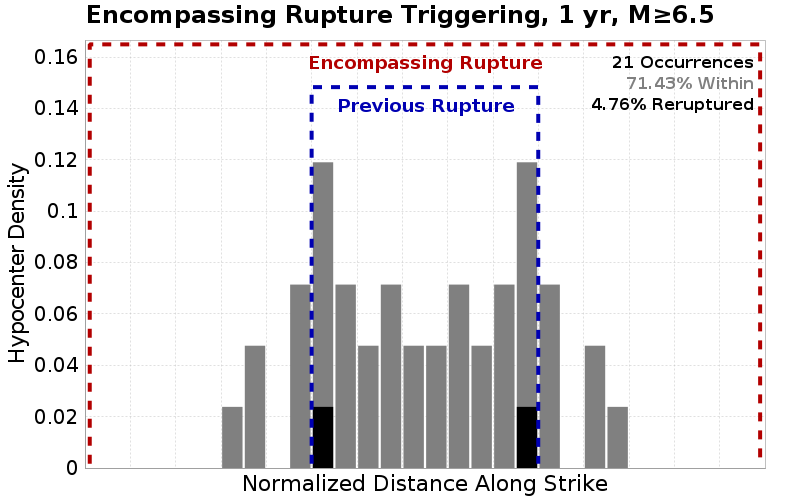 Encompassing Rupture Triggering, 1 yr, M≥6.5
Encompassing Rupture
Previous Rupture
21 Occurrences
71.43% Within
4.76% Reruptured
Hypocenter Density
0.16
0.14
0.12
0.1
0.08
0.06
0.04
0.02
0
Normalized Distance Along Strike